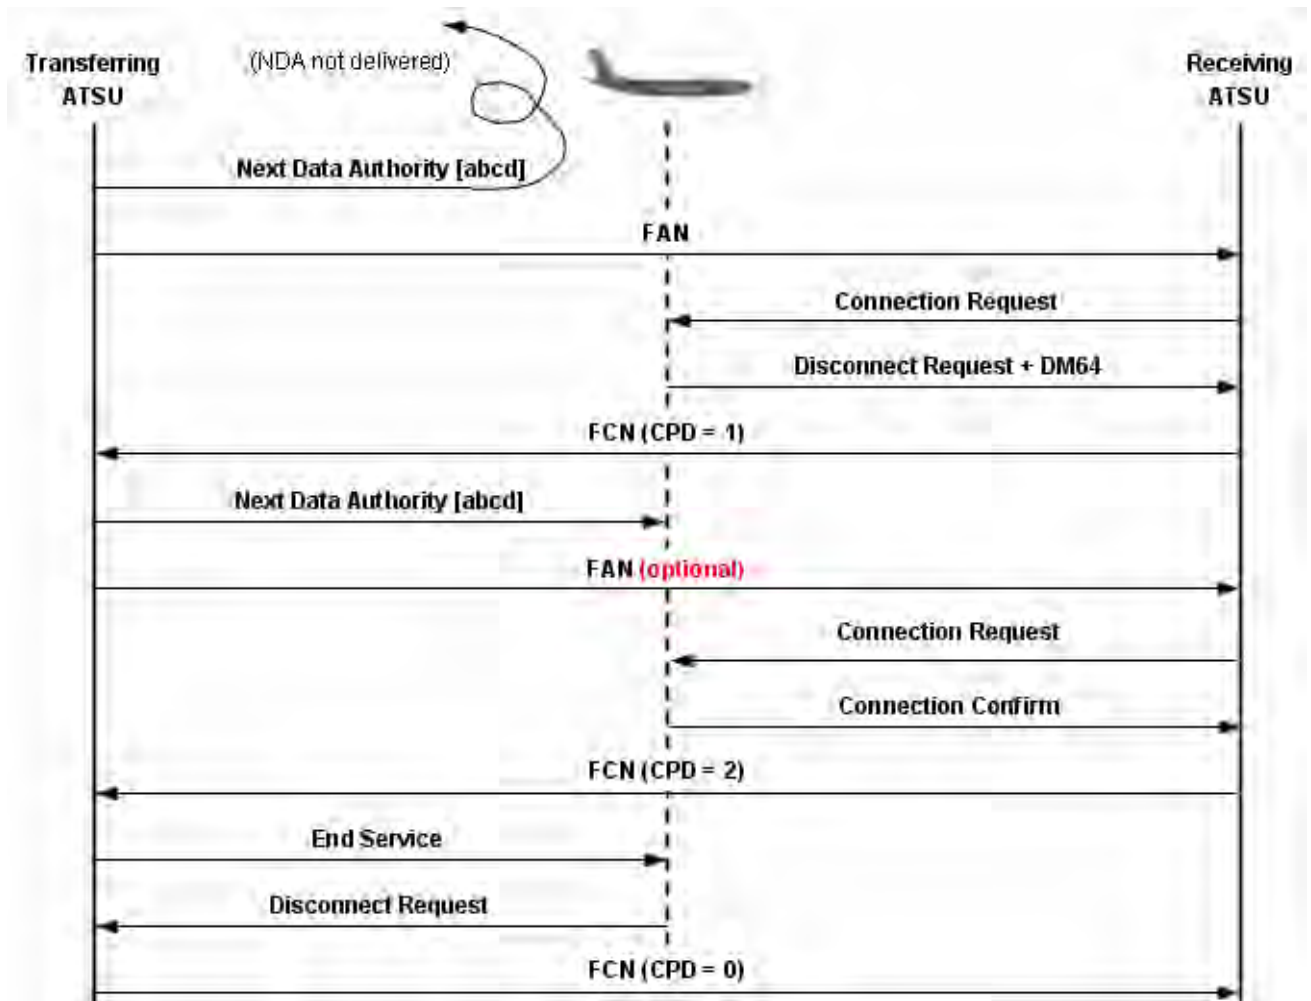 (NDA not delivered)
Transferring
ATSU
Receiving
ATSU
Next Data Authority [abcd]
FAN
Connection Request
Disconnect Request + DM64
FCN (CPD = 1)
Next Data Authority [abcd]
FAN (optional)
Connection Request
Connection Confirm
FCN (CPD = 2)
End Service
Disconnect Request
FCN (CPD = 0)